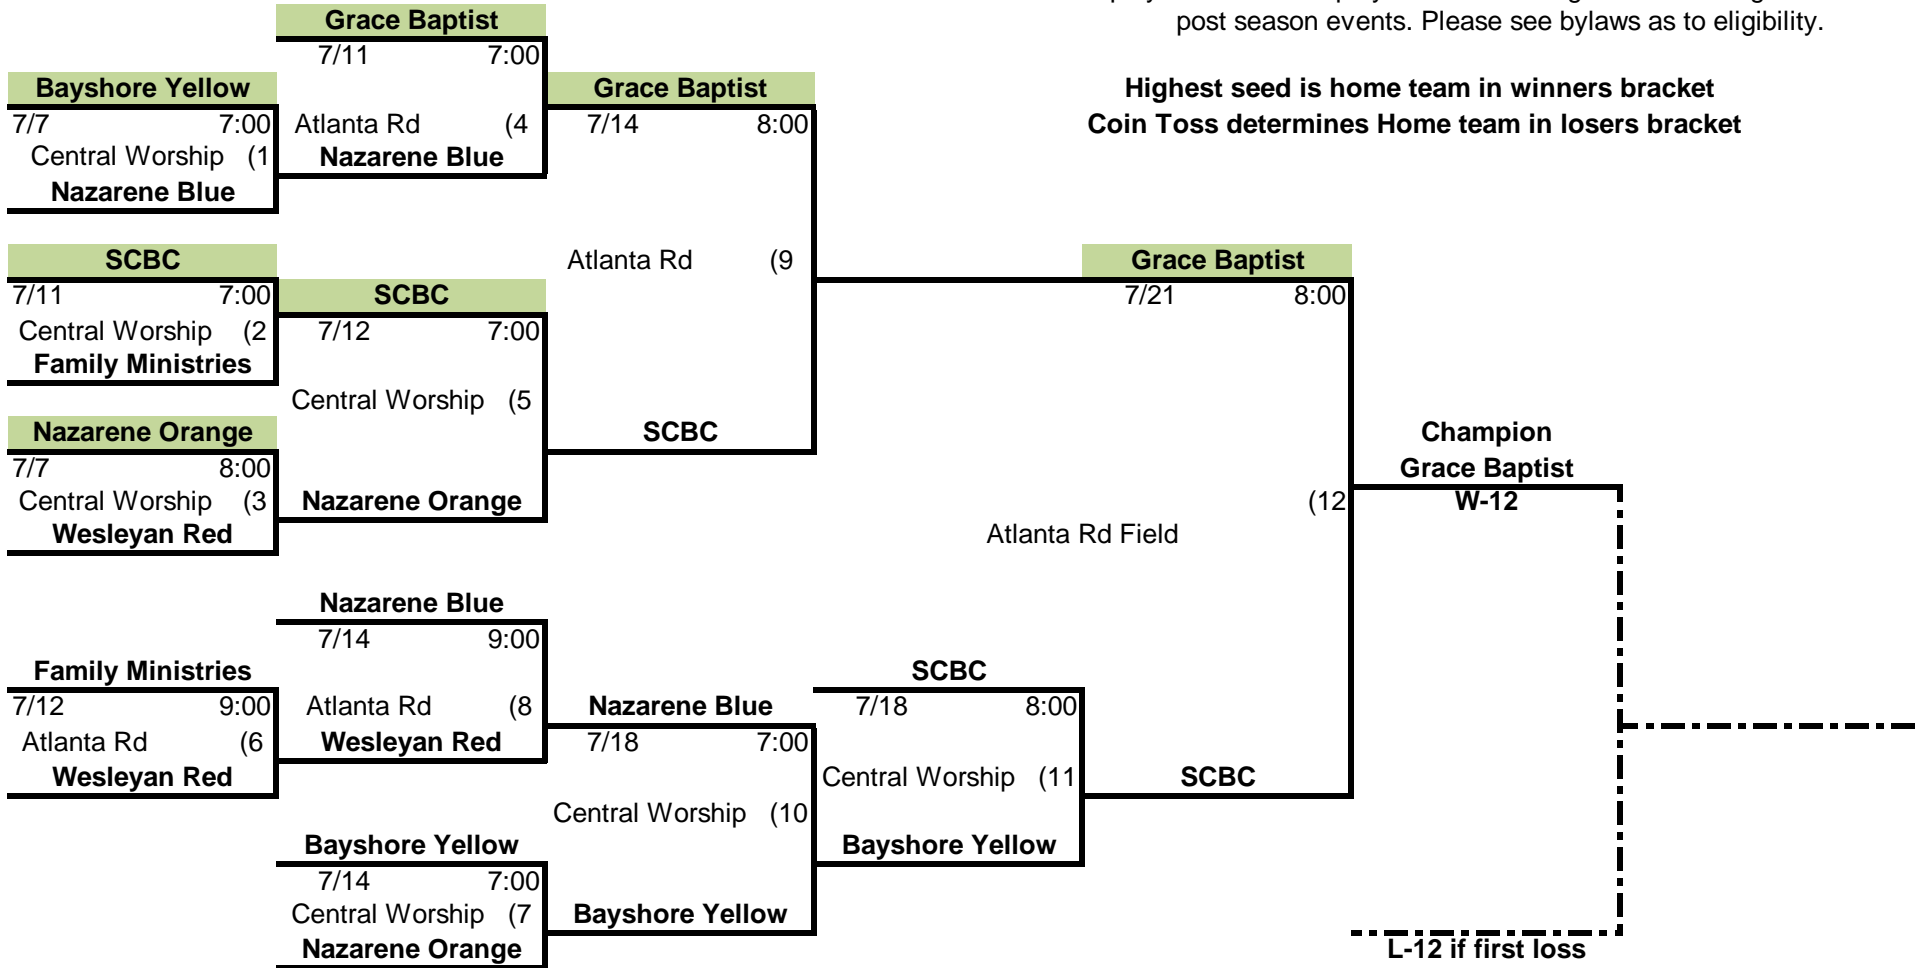 Grace Baptist
post season events. Please see bylaws as to eligibility.
7/11 7:00
Bayshore Yellow Grace Baptist Highest seed is home team in winners bracket
7/7 7:00 Atlanta Rd (4 7/14 8:00 Coin Toss determines Home team in losers bracket
Central Worship (1 Nazarene Blue
Nazarene Blue
SCBC Atlanta Rd (9 Grace Baptist
7/11 7:00 SCBC 7/21 8:00
Central Worship (2 7/12 7:00
Family Ministries
Central Worship (5
Nazarene Orange SCBC Champion
7/7 8:00 Grace Baptist
Central Worship (3 Nazarene Orange (12 W-12
Wesleyan Red Atlanta Rd Field
Nazarene Blue
7/14 9:00
Family Ministries SCBC
7/12 9:00 Atlanta Rd (8 Nazarene Blue 7/18 8:00
Atlanta Rd (6 Wesleyan Red 7/18 7:00
Wesleyan Red Central Worship (11 SCBC
Central Worship (10
Bayshore Yellow Bayshore Yellow
7/14 7:00
Central Worship (7 Bayshore Yellow
Nazarene Orange L-12 if first loss